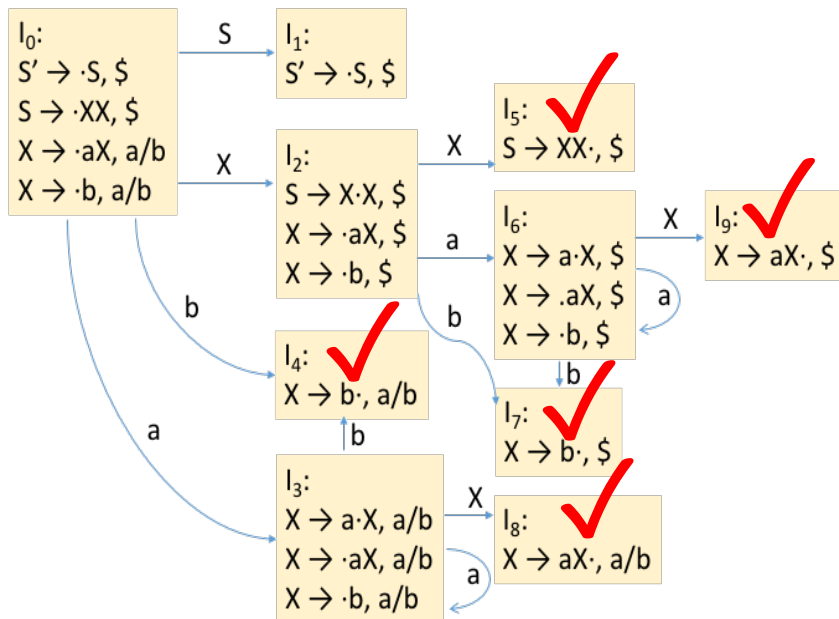 I0:
S' → ·S, $
S → ·XX, $
X → ·aX, a/b
X → ·b, a/b
S
I1:
S' → ·S, $
X
I2:
S → X·X, $
X → ·aX, $
X → ·b, $
X
I5:
S → XX·, $
a
I6:
X → a·X, $
X → .aX, $
X → ·b, $
X
I9:
X → aX·, $
a
b
b
b
I4:
X → b·, a/b
I7:
X → b·, $
a
b
I3:
X → a·X, a/b
X → ·aX, a/b
X → ·b, a/b
X
a
I8:
X → aX·, a/b